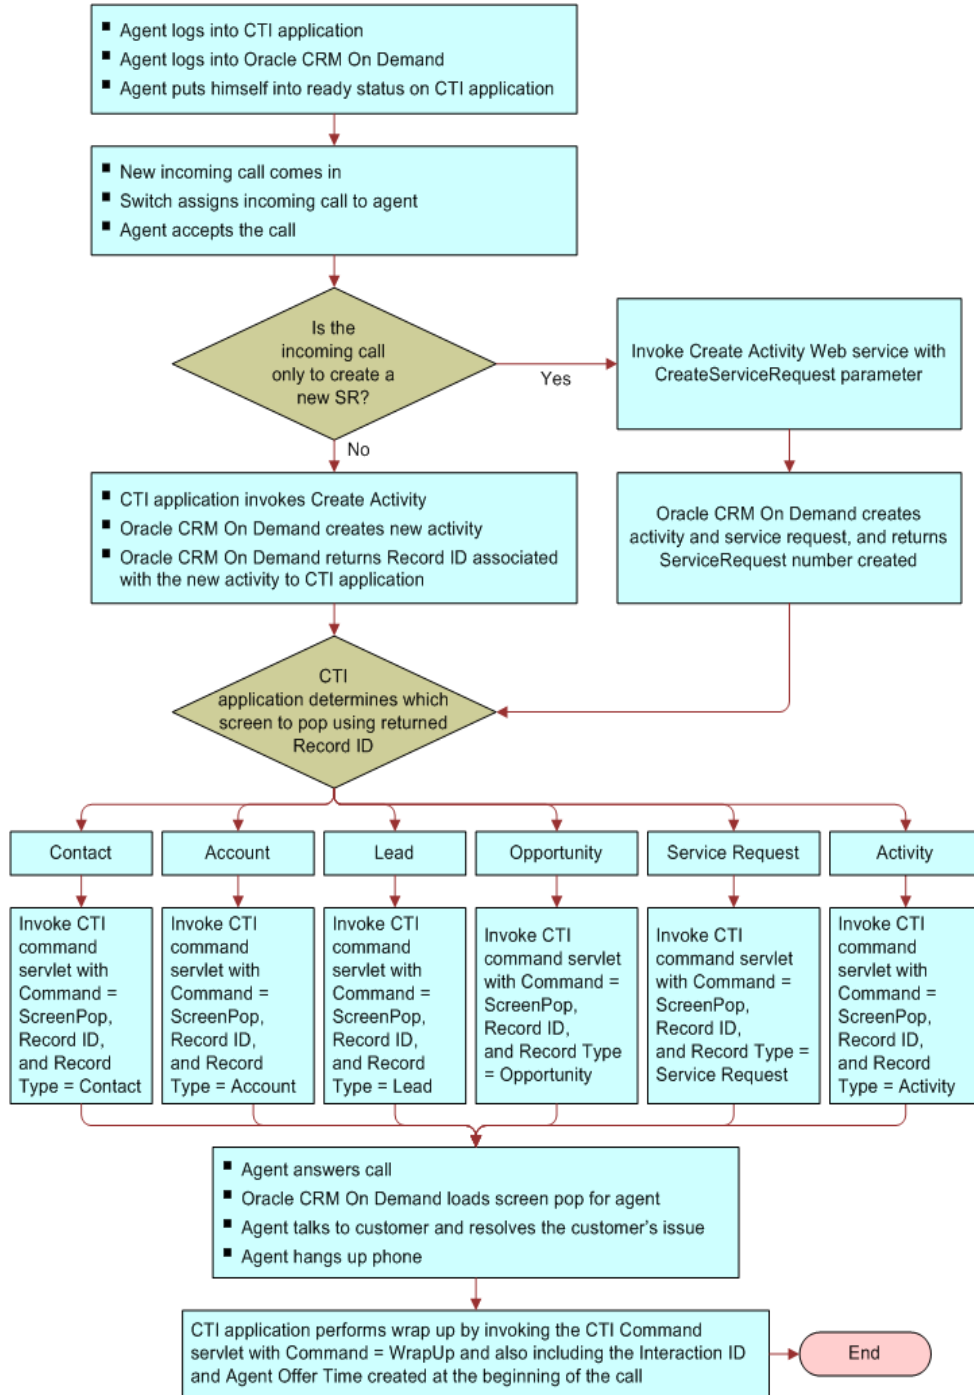 Agent logs into CTI application
Agent logs into Oracle CRM On Demand
Agent puts himself into ready status on CTI application
New incoming call comes in
Switch assigns incoming call to agent
Agent accepts the call
Is the
incoming call
only to create a
new SR?
Yes
Invoke Create Activity Web service with
CreateServiceRequest parameter
No
CTI application invokes Create Activity
Oracle CRM On Demand creates new activity
Oracle CRM On Demand returns Record ID associated
with the new activity to CTI application
Oracle CRM On Demand creates
activity and service request, and returns
ServiceRequest number created
CTI
application determines which
screen to pop using returned
Record ID
Contact
Account
Lead
Opportunity
Service Request
Activity
Invoke CTI
command
servlet with
Command =
ScreenPop,
Record ID,
and Record
Type = Contact
Invoke CTI
command
servlet with
Command =
ScreenPop,
Record ID,
and Record
Type = Account
Invoke CTI
command
servlet with
Command =
ScreenPop,
Record ID,
and Record
Type = Lead
Invoke CTI
command servlet
with Command =
ScreenPop,
Record ID,
and Record Type
= Opportunity
Invoke CTI
command servlet
with Command =
ScreenPop,
Record ID,
and Record Type =
Service Request
Invoke CTI
command
servlet with
Command =
ScreenPop,
Record ID,
and Record
Type = Activity
Agent answers call
Oracle CRM On Demand loads screen pop for agent
Agent talks to customer and resolves the customer's issue
Agent hangs up phone
CTI application performs wrap up by invoking the CTI Command
servlet with Command = WrapUp and also including the Interaction ID
and Agent Offer Time created at the beginning of the call
End